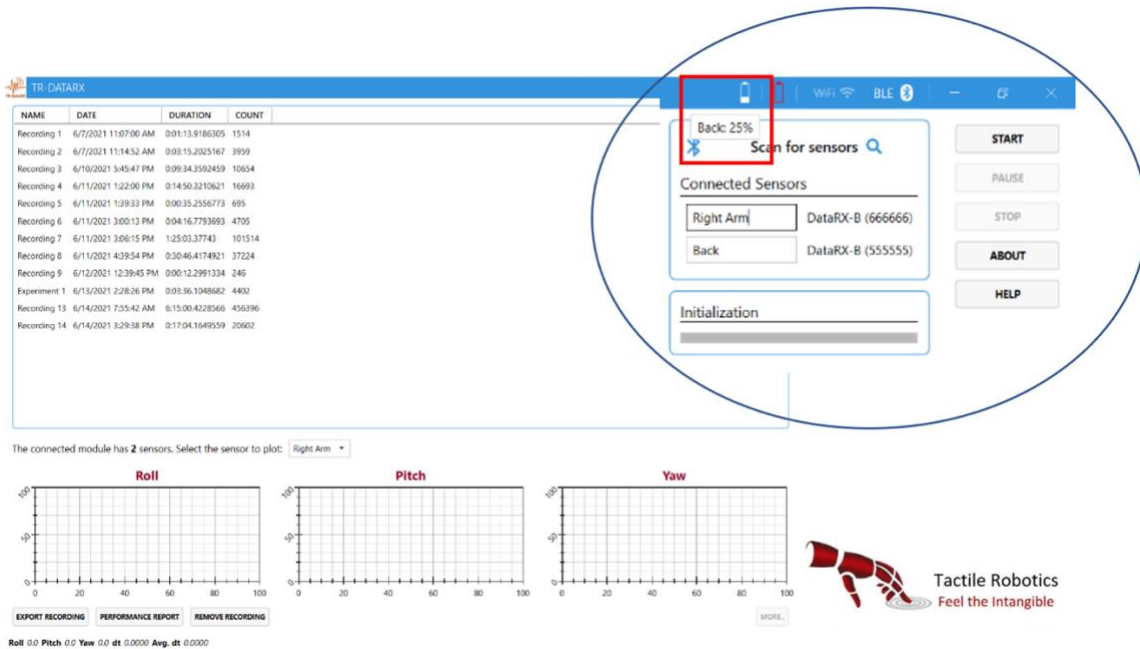 TR-DATARX
WiFi BLE
NAME DATE DURATION COUNT
Recording 1 6/7/2021 11:07:00 AM 0:01:13.9186305 1514
Recording 2 6/7/2021 11:14:52 AM 0:03:15.2025167 3959
Recording 3 6/10/2021 5:45:47 PM 0:09:34.3592459 10654
Recording 4 6/11/2021 1:22:00 PM 0:14:50.3210621 16693
Recording 5 6/11/2021 1:39:33 PM 0:00:35.2556773 695
Recording 6 6/11/2021 3:00:13 PM 0:04:16.7793693 4705
Recording 7 6/11/2021 3:06:15 PM 1:25:03.37743 101514
Recording 8 6/11/2021 4:39:54 PM 0:30:46.4174921 37224
Recording 9 6/12/2021 12:39:45 PM 0:00:12.2991334 246
Experiment 1 6/13/2021 2:28:26 PM 0:03:36.1048682 4402
Recording 13 6/14/2021 7:55:42 AM 6:15:00.4228566 456396
Recording 14 6/14/2021 3:29:38 PM 0:17:04.1649559 20602
Back: 25%
Scan for sensors
Connected Sensors
Right Arm DataRX-B (666666)
Back DataRX-B (555555)
Initialization
START
PAUSE
STOP
ABOUT
HELP
The connected module has 2 sensors. Select the sensor to plot: Right Arm
Roll
100
50
0
0 20 40 60 80 100
Pitch
100
50
0
0 20 40 60 80 100
Yaw
100
50
0
0 20 40 60 80 100
EXPORT RECORDING PERFORMANCE REPORT REMOVE RECORDING
MORE..
Roll 0.0 Pitch 0.0 Yaw 0.0 dt 0.0000 Avg. dt 0.0000
Tactile Robotics
Feel the Intangible